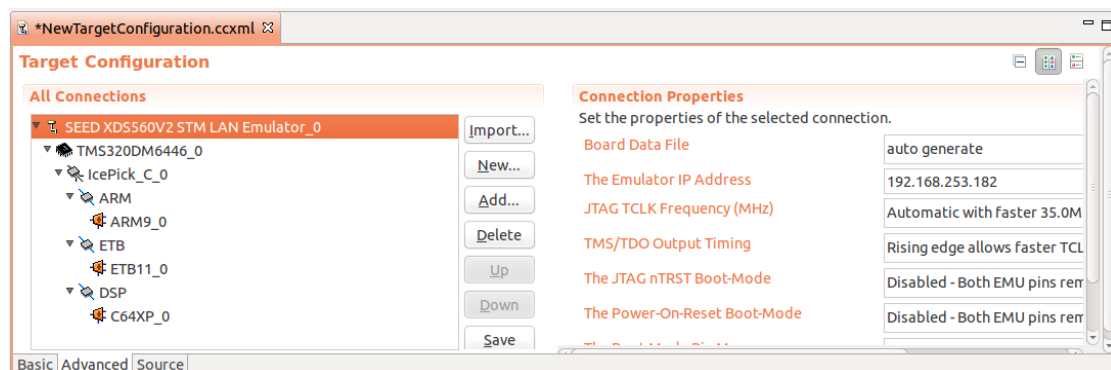 *NewTargetConfiguration.ccxml
Target Configuration
All Connections
SEED XDS560V2 STM LAN Emulator_0
TMS320DM6446_0
IcePick_C_0
ARM
ARM9_0
ETB
ETB11_0
DSP
C64XP_0
Import...
New...
Add...
Delete
Up
Down
Save
Connection Properties
Set the properties of the selected connection.
Board Data File auto generate
The Emulator IP Address 192.168.253.182
JTAG TCLK Frequency (MHz) Automatic with faster 35.0M
TMS/TDO Output Timing Rising edge allows faster TCL
The JTAG nTRST Boot-Mode Disabled - Both EMU pins rem
The Power-On-Reset Boot-Mode Disabled - Both EMU pins rem
Basic Advanced Source